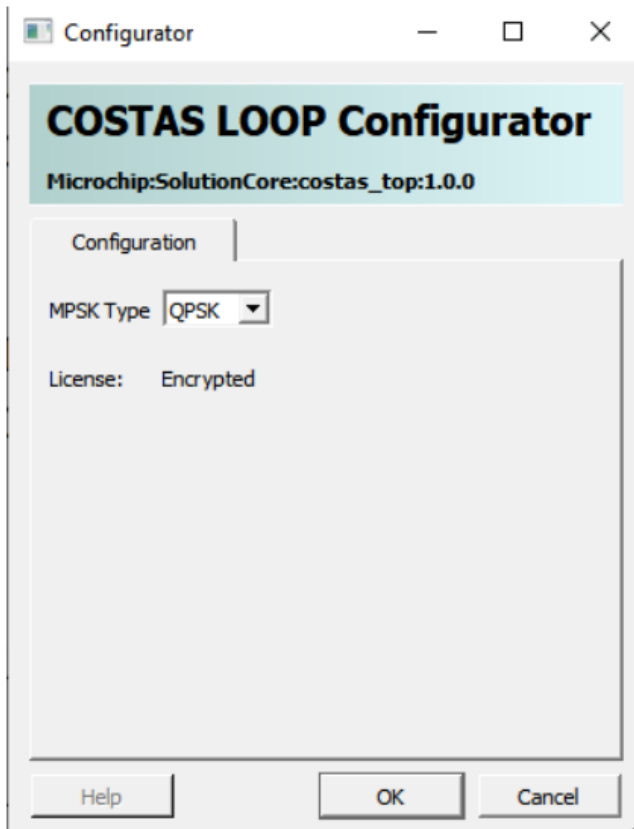 Configurator
COSTAS LOOP Configurator
Microchip:SolutionCore:costas_top:1.0.0
Configuration
MPSK Type QPSK
License: Encrypted
Help OK Cancel